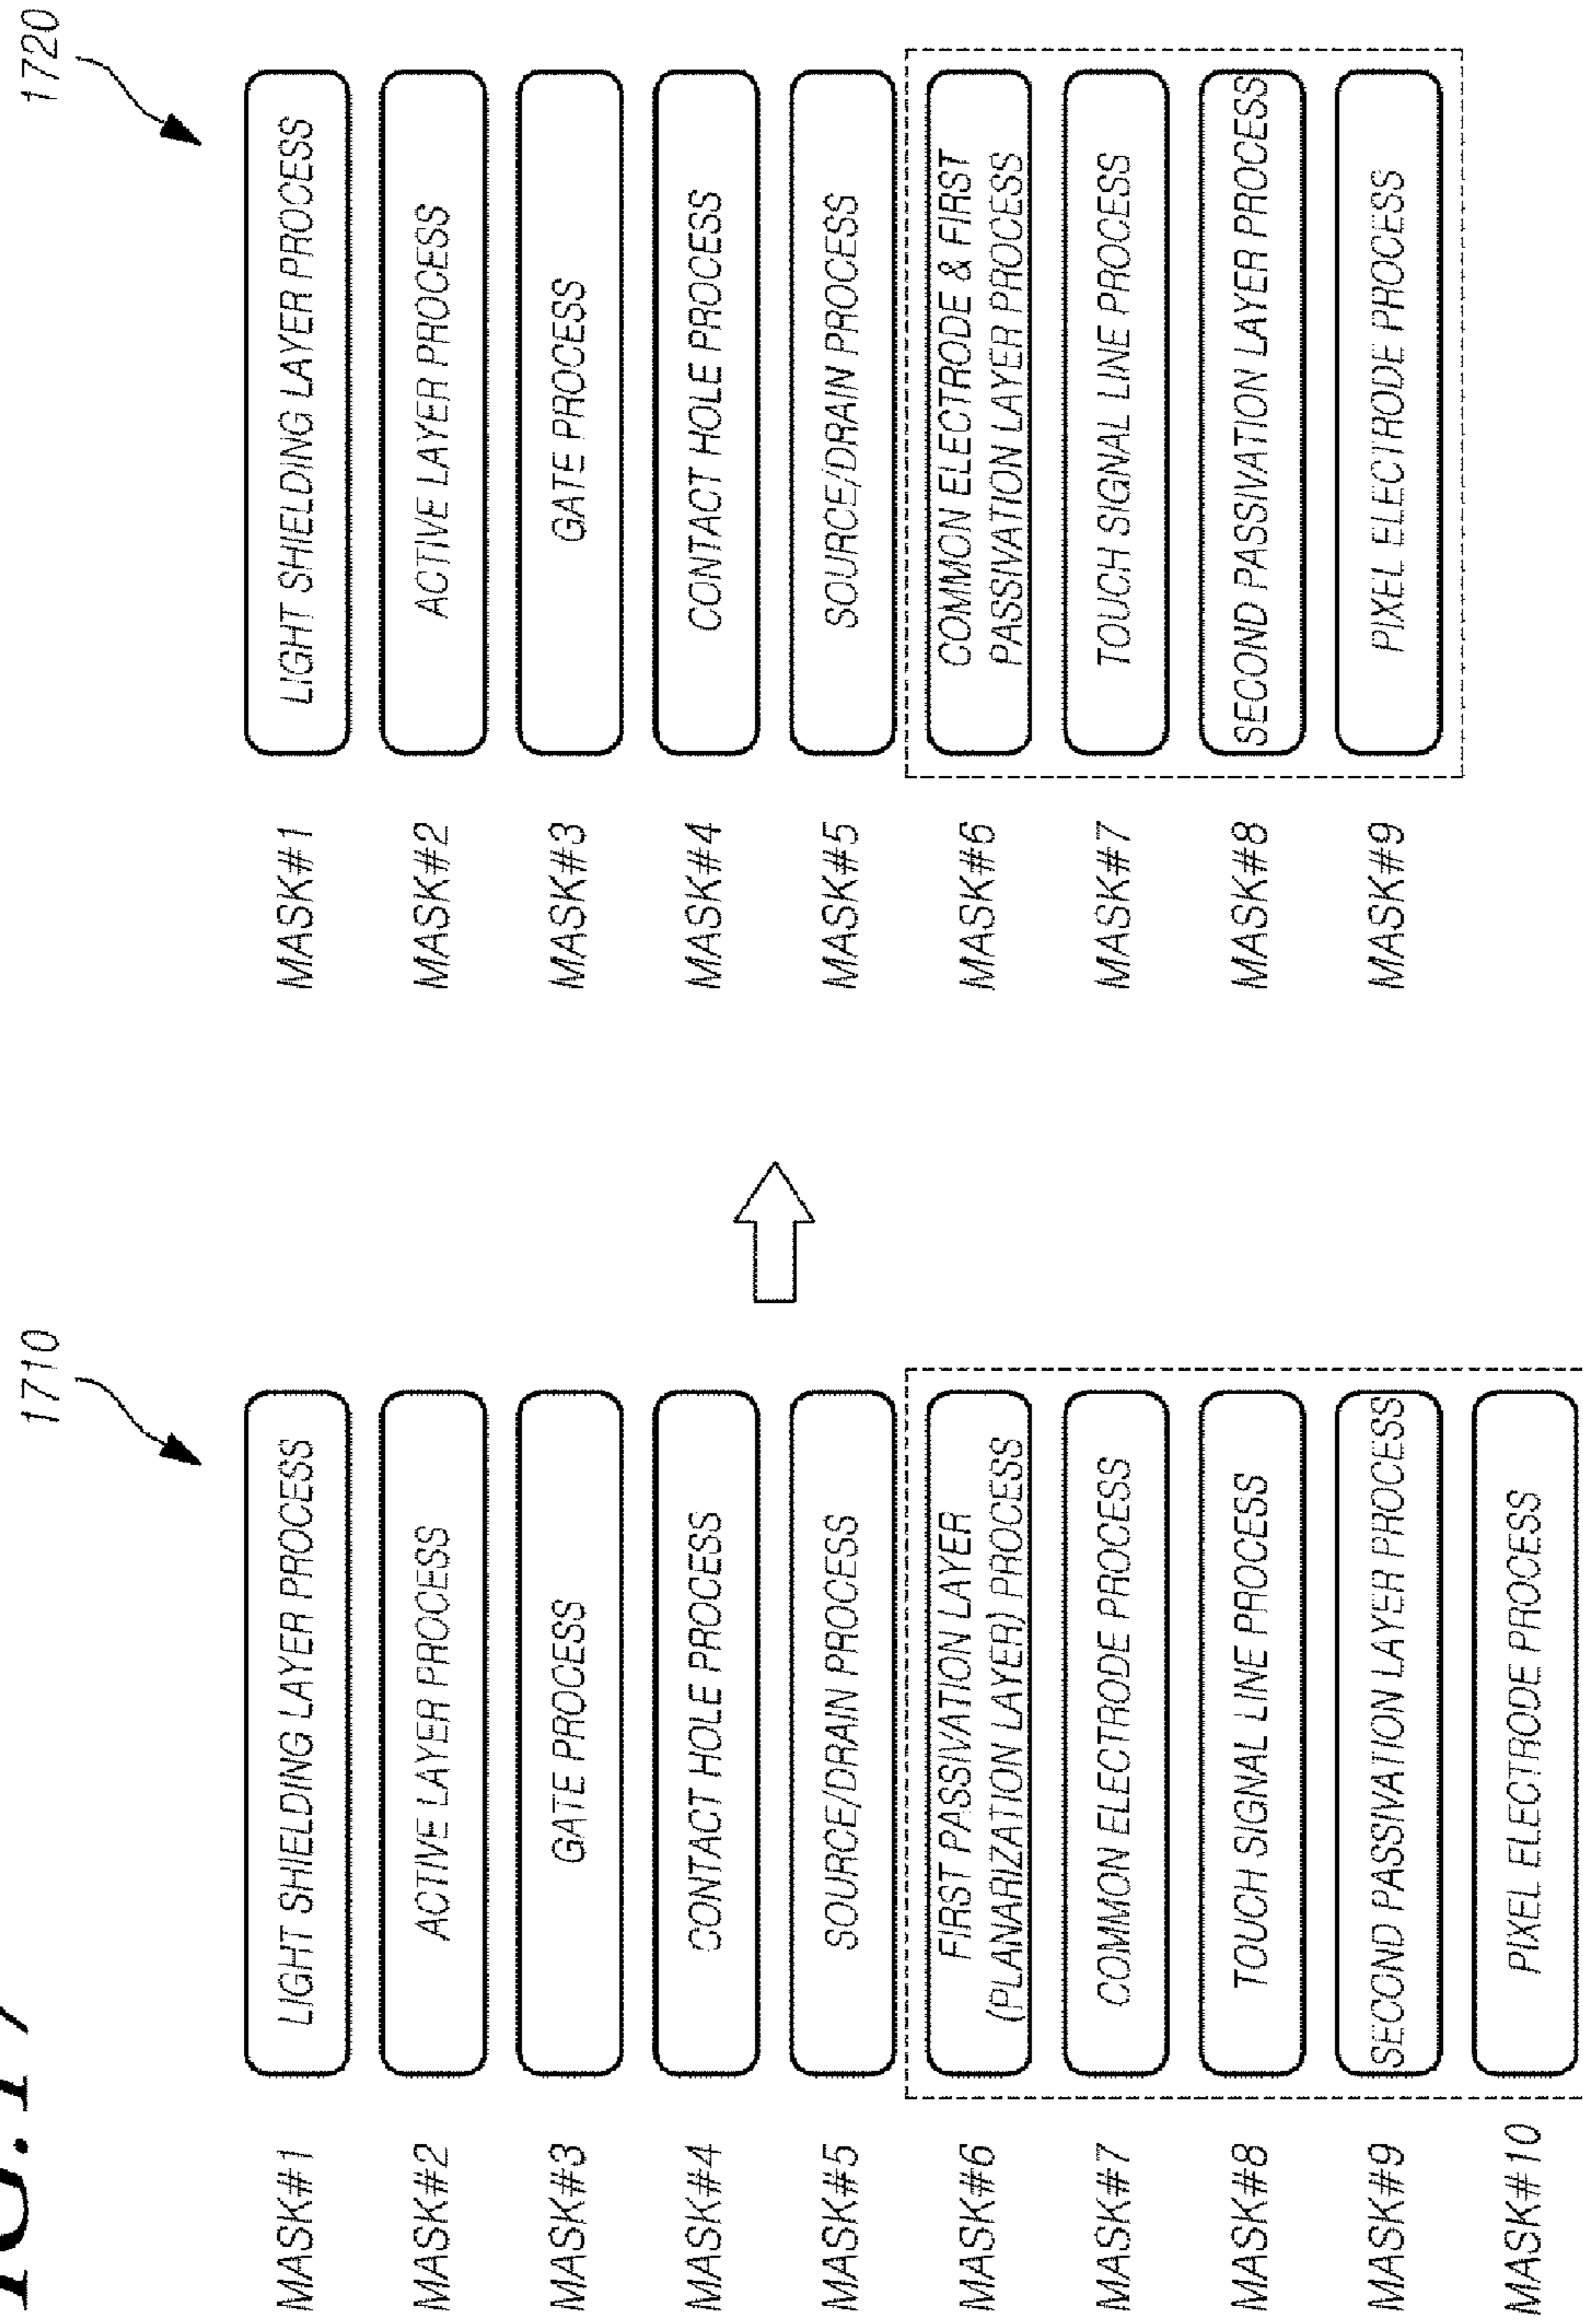 1710
MASK#1
LIGHT SHIELDING LAYER PROCESS
MASK#2
ACTIVE LAYER PROCESS
MASK#3
GATE PROCESS
MASK#4
CONTACT HOLE PROCESS
MASK#5
SOURCE/DRAIN PROCESS
MASK#6
FIRST PASSIVATION LAYER
(PLANARIZATION LAYER) PROCESS
MASK#7
COMMON ELECTRODE PROCESS
MASK#8
TOUCH SIGNAL LINE PROCESS
MASK#9
SECOND PASSIVATION LAYER PROCESS
MASK#10
PIXEL ELECTRODE PROCESS
1720
MASK#1
LIGHT SHIELDING LAYER PROCESS
MASK#2
ACTIVE LAYER PROCESS
MASK#3
GATE PROCESS
MASK#4
CONTACT HOLE PROCESS
MASK#5
SOURCE/DRAIN PROCESS
MASK#6
COMMON ELECTRODE & FIRST
PASSIVATION LAYER PROCESS
MASK#7
TOUCH SIGNAL LINE PROCESS
MASK#8
SECOND PASSIVATION LAYER PROCESS
MASK#9
PIXEL ELECTRODE PROCESS